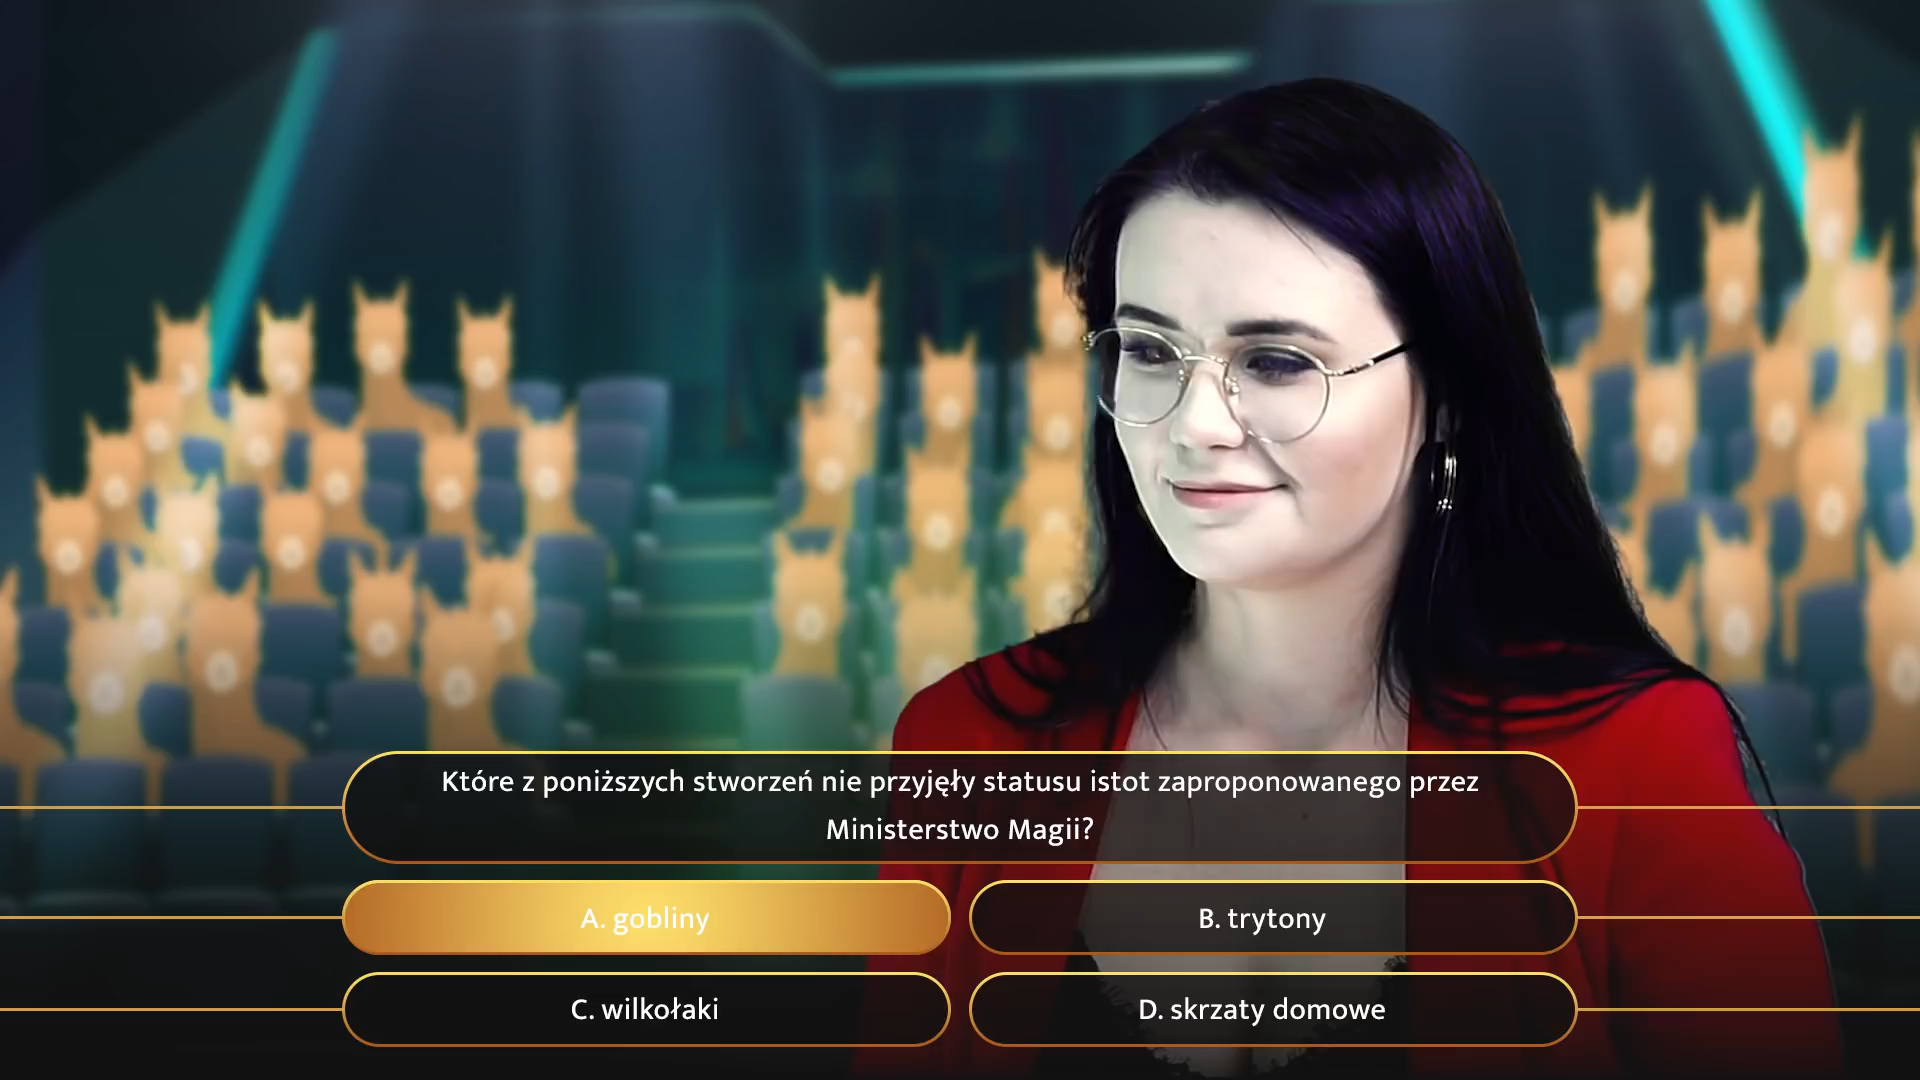 Które z poniższych stworzeń nie przyjęły statusu istot zaproponowanego przez
Ministerstwo Magii?
A. gobliny
B. trytony
C. wilkołaki
D. skrzaty domowe